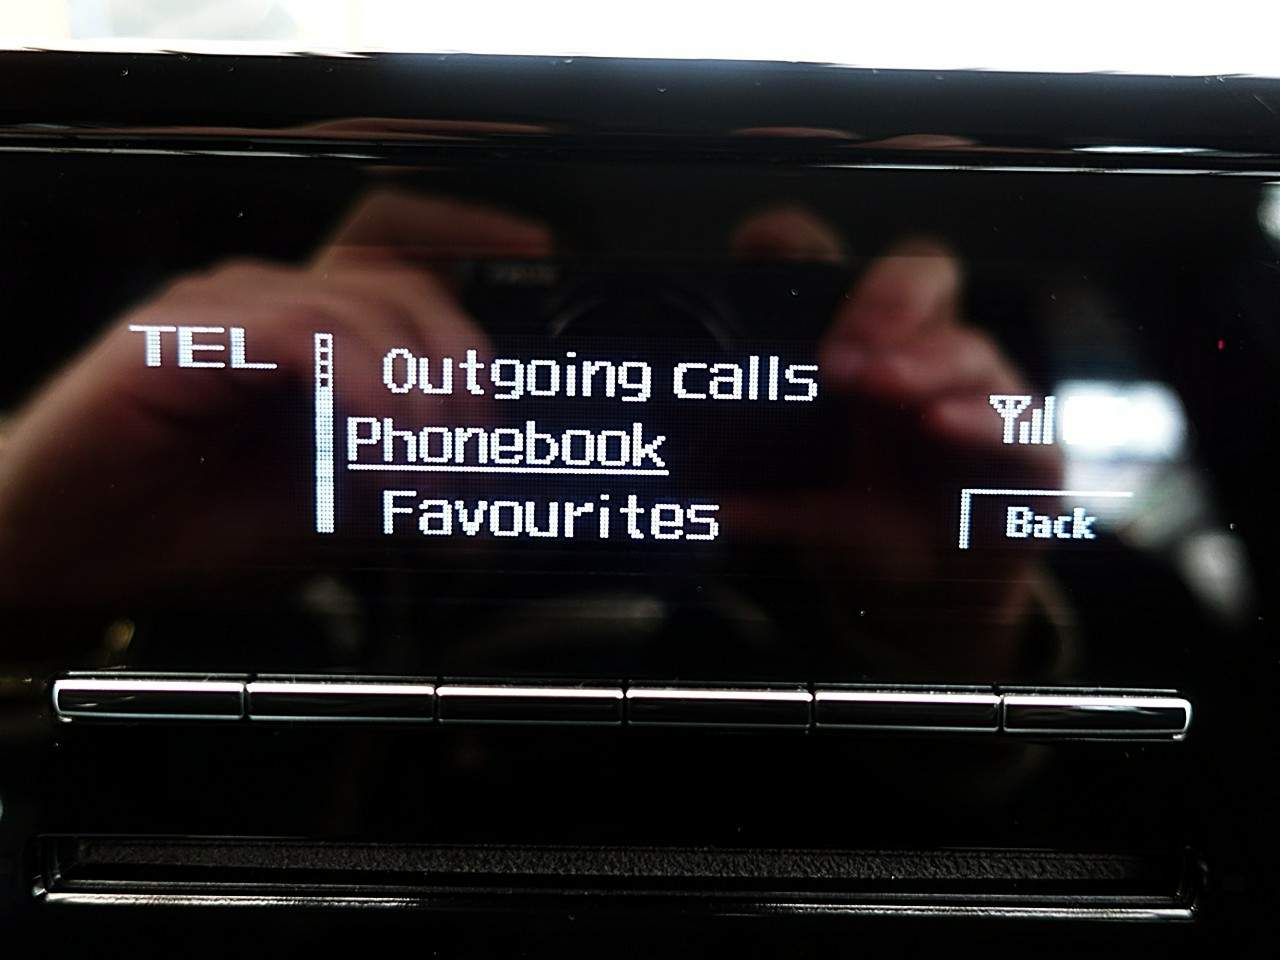 TEL
Outgoing calls
Phonebook
Favourites
Back